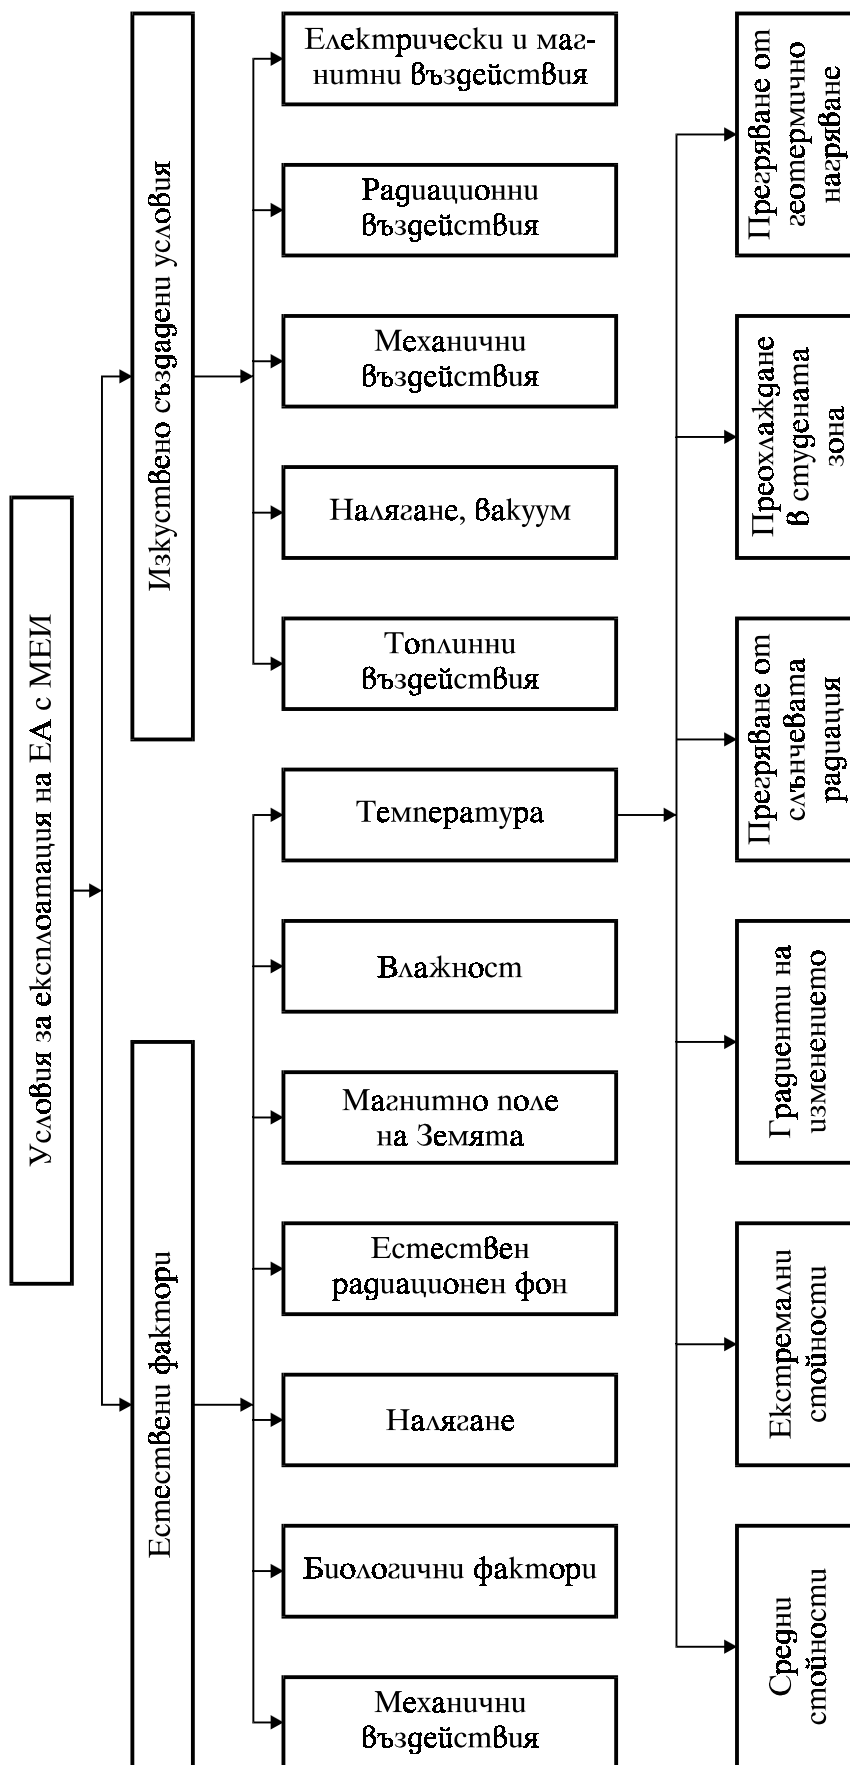 Условия за експлоатация на ЕА с МЕИ
Изкуствено създадени условия
Естествени фактори
Електрически и маг-
нитни въздействия
Радиационни
въздействия
Механични
въздействия
Налягане, вакуум
Топлинни
въздействия
Температура
Влажност
Магнитно поле
на Земята
Естествен
радиационен фон
Налягане
Биологични фактори
Механични
въздействия
Прегряване от
геотермично
нагряване
Преохлаждане
в студената
зона
Прегряване от
слънчевата
радиация
Градиенти на
изменението
Екстремални
стойности
Средни
стойности